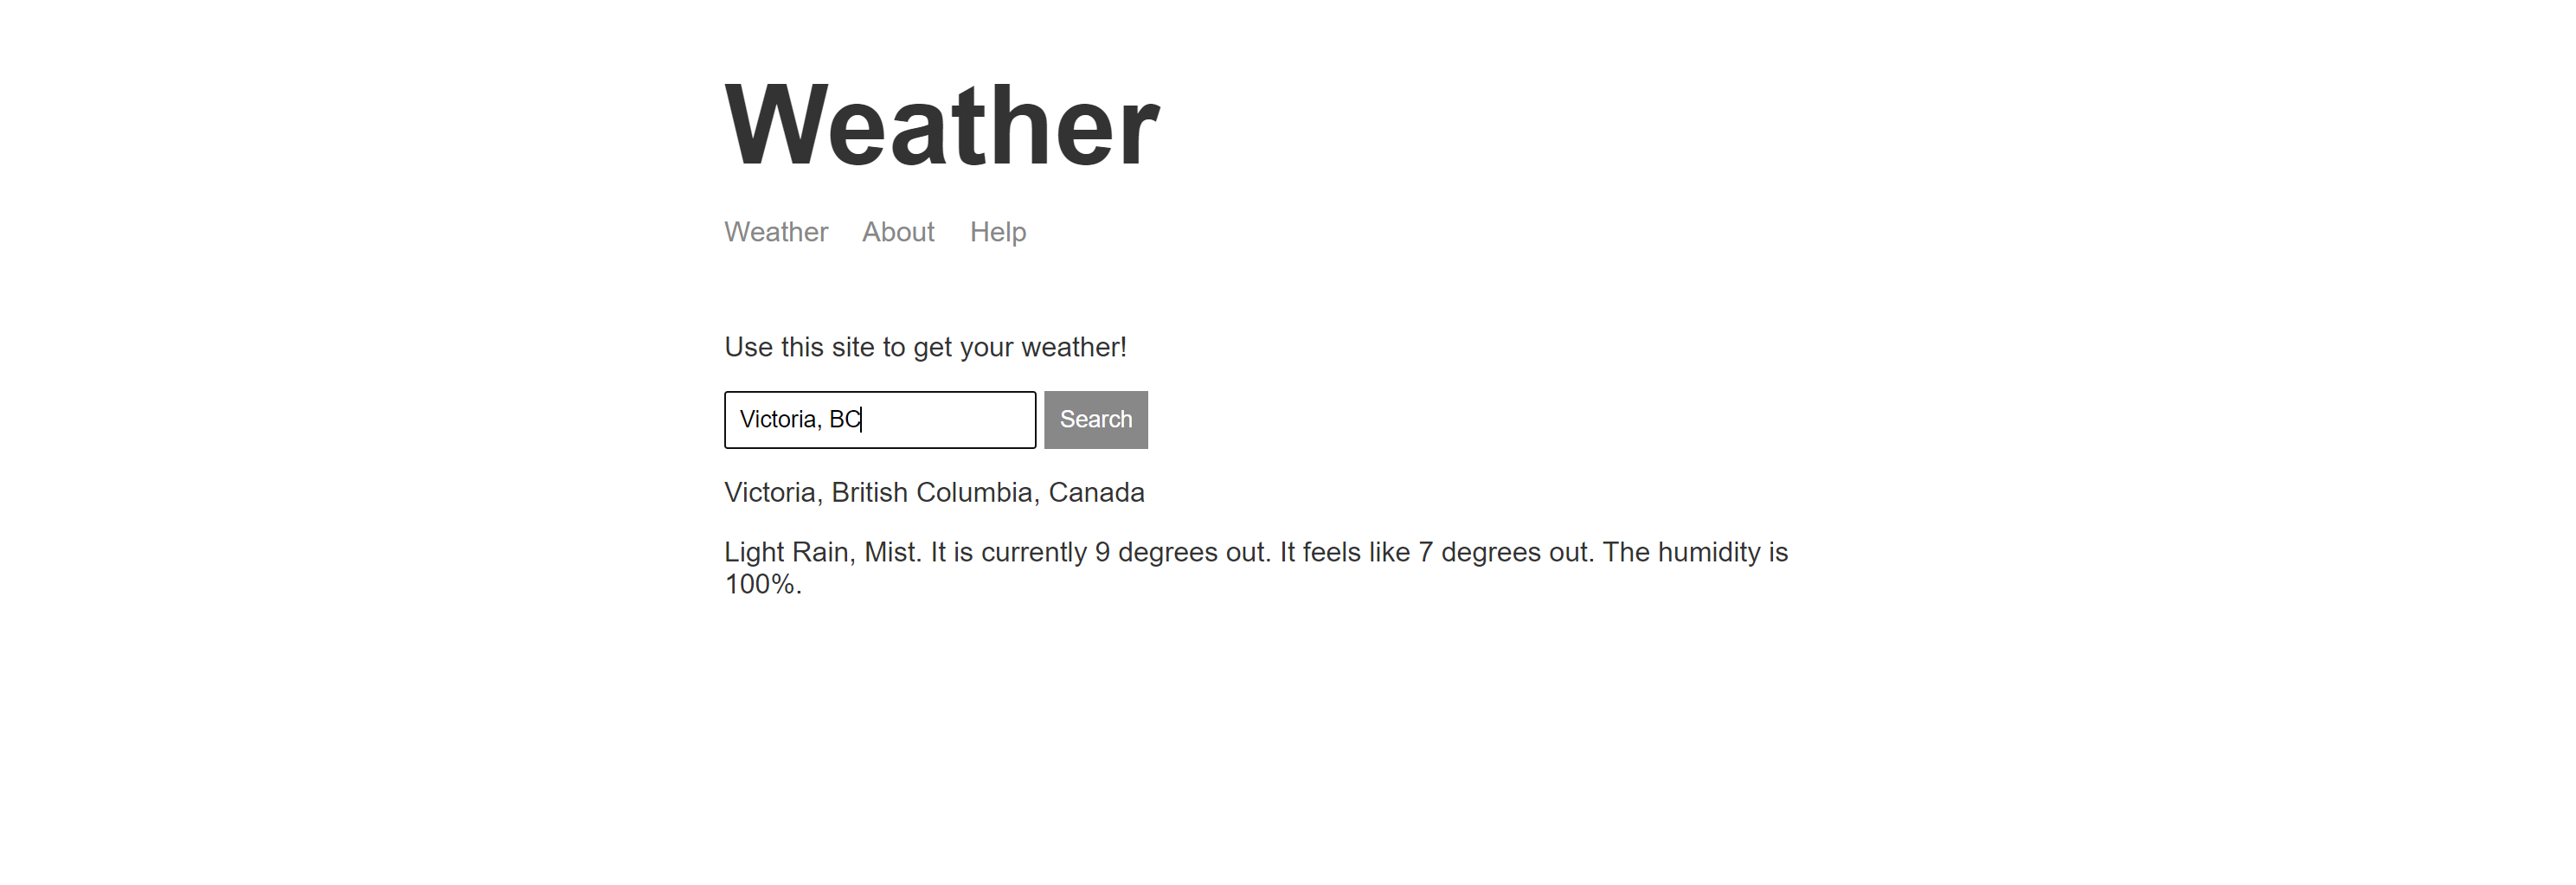 Weather
Weather About Help
Use this site to get your weather!
Victoria, BC Search
Victoria, British Columbia, Canada
Light Rain, Mist. It is currently 9 degrees out. It feels like 7 degrees out. The humidity is
100%.